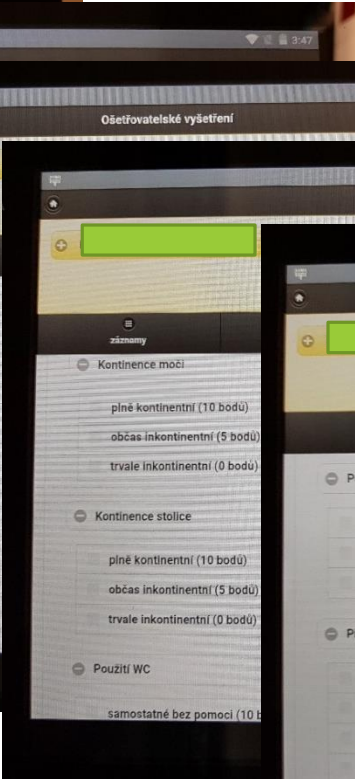 3:47
Ošetřovatelské vyšetření
záznamy
Kontinence moči
plně kontinentní (10 bodů)
občas inkontinentní (5 bodů)
trvale inkontinentní (0 bodů)
Kontinence stolice
plně kontinentní (10 bodů)
občas inkontinentní (5 bodů)
trvale inkontinentní (0 bodů)
Použití WC
samostatné bez pomoci (10 b
P
P